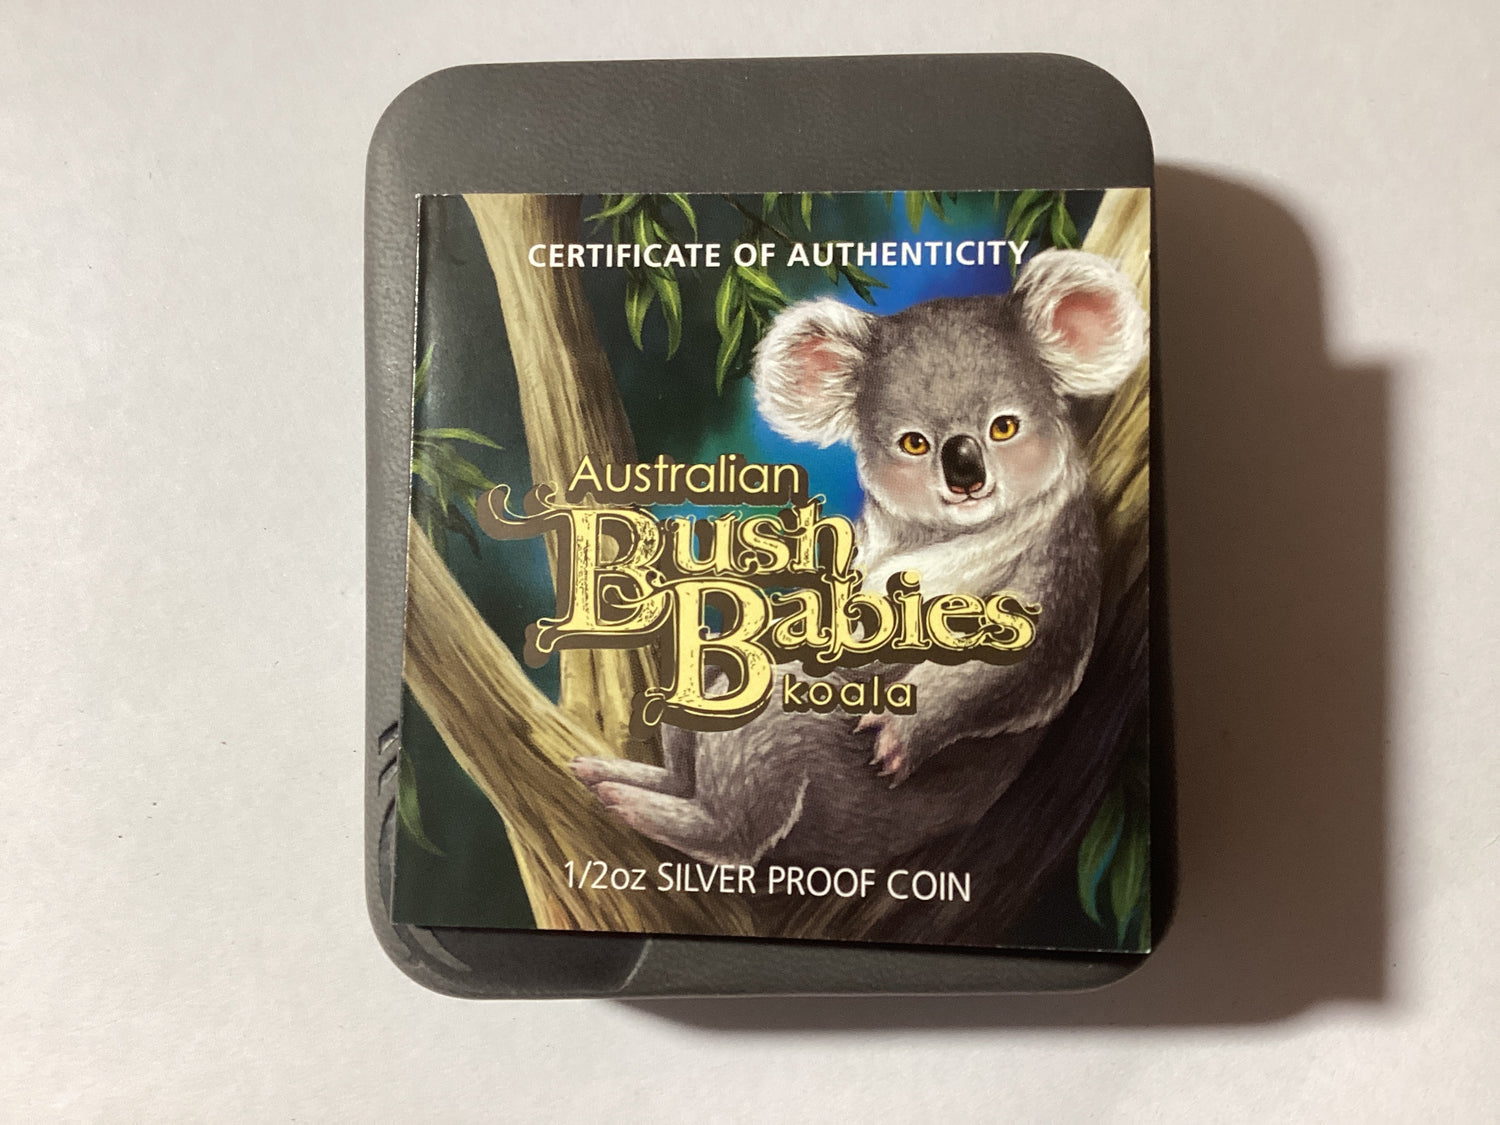 CERTIFICATE OF AUTHENTICITY
Australian
Bush
Babies
koala
1/2oz SILVER PROOF COIN